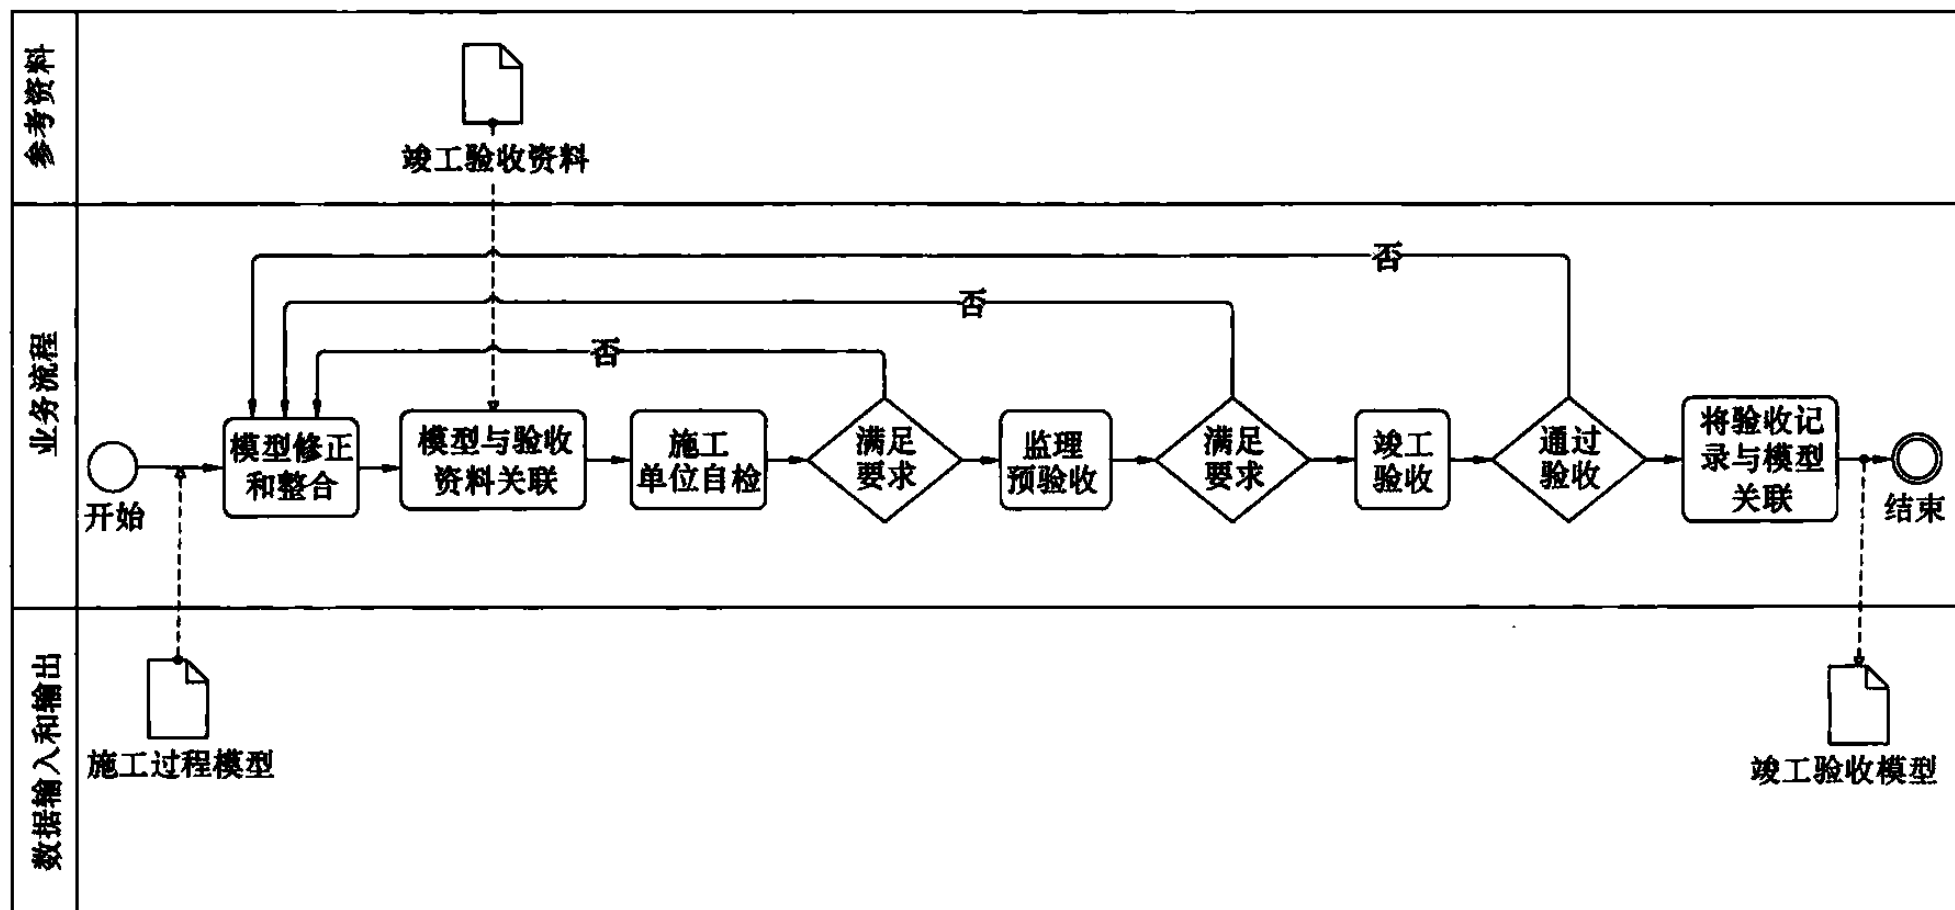 参考资料
竣工验收资料
业务流程
否
否
否
开始
模型修正
和整合
模型与验收
资料关联
施工
单位自检
满足
要求
监理
预验收
满足
要求
竣工
验收
通过
验收
将验收记
录与模型
关联
结束
数据输入和输出
施工过程模型
竣工验收模型